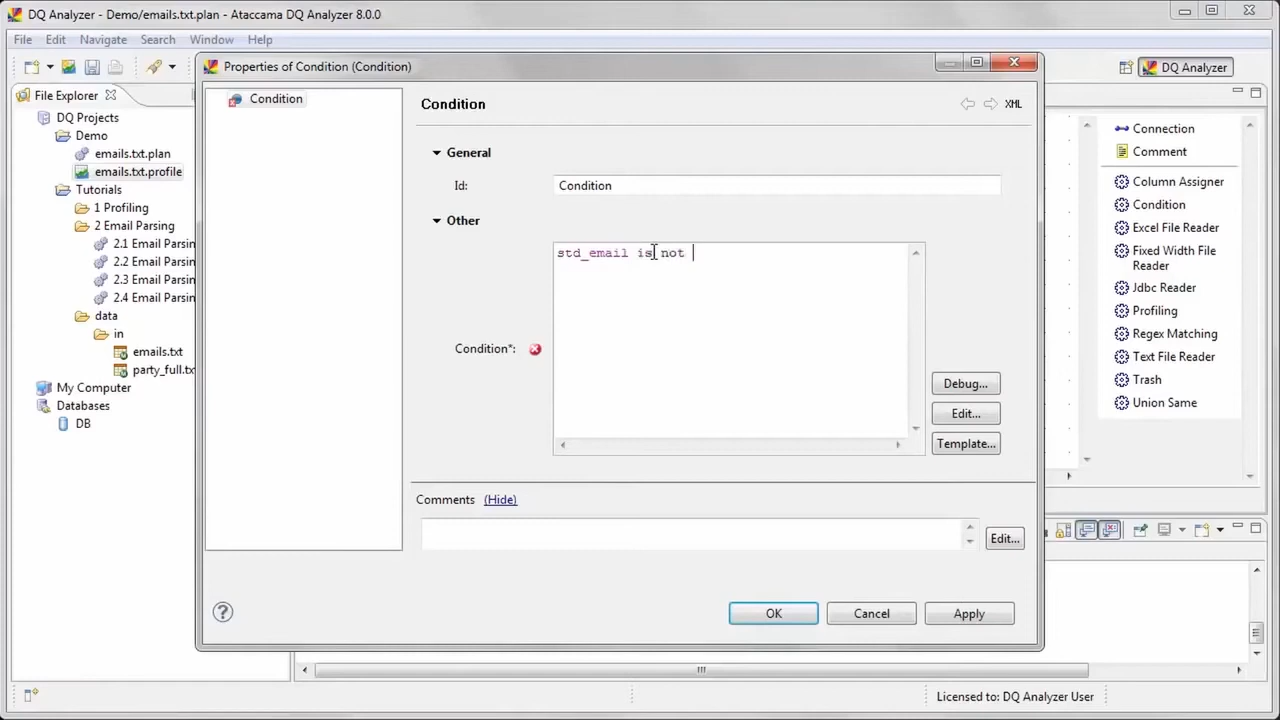 DQ Analyzer - Demo/emails.txt.plan - Ataccama DQ Analyzer 8.0.0
File Edit Navigate Search Window Help
DQ Analyzer
File Explorer
DQ Projects
Demo
emails.txt.plan
emails.txt.profile
Tutorials
1 Profiling
2 Email Parsing
2.1 Email Parsin
2.2 Email Parsin
2.3 Email Parsin
2.4 Email Parsin
data
in
emails.txt
party_full.tx
My Computer
Databases
DB
Properties of Condition (Condition)
Condition
Condition
XML
General
Id: Condition
Other
std_email is not
Condition*:
Debug...
Edit...
Template...
Comments (Hide)
Edit...
OK Cancel Apply
Connection
Comment
Column Assigner
Condition
Excel File Reader
Fixed Width File
Reader
Jdbc Reader
Profiling
Regex Matching
Text File Reader
Trash
Union Same
Licensed to: DQ Analyzer User